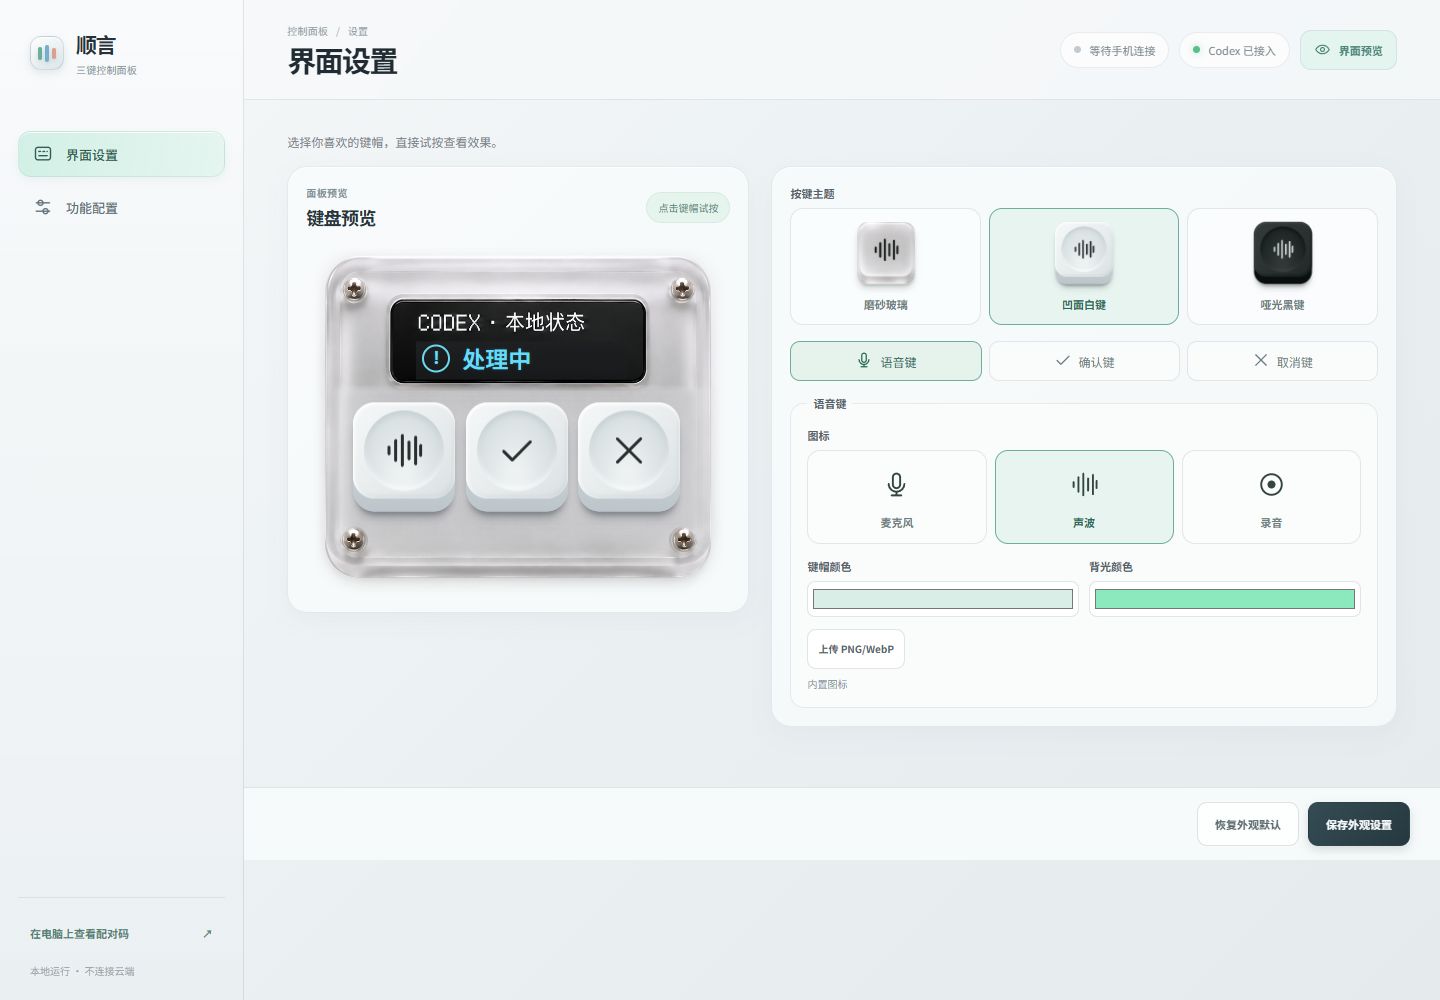 顺言
三键控制面板
界面设置
功能配置
在电脑上查看配对码 ↗
本地运行 · 不连接云端
控制面板 / 设置
界面设置
等待手机连接
Codex 已接入
界面预览
选择你喜欢的键帽，直接试按查看效果。
面板预览
键盘预览
点击键帽试按
CODEX · 本地状态
处理中
按键主题
磨砂玻璃
凹面白键
哑光黑键
语音键
确认键
取消键
语音键
图标
麦克风
声波
录音
键帽颜色
背光颜色
上传 PNG/WebP
内置图标
恢复外观默认
保存外观设置